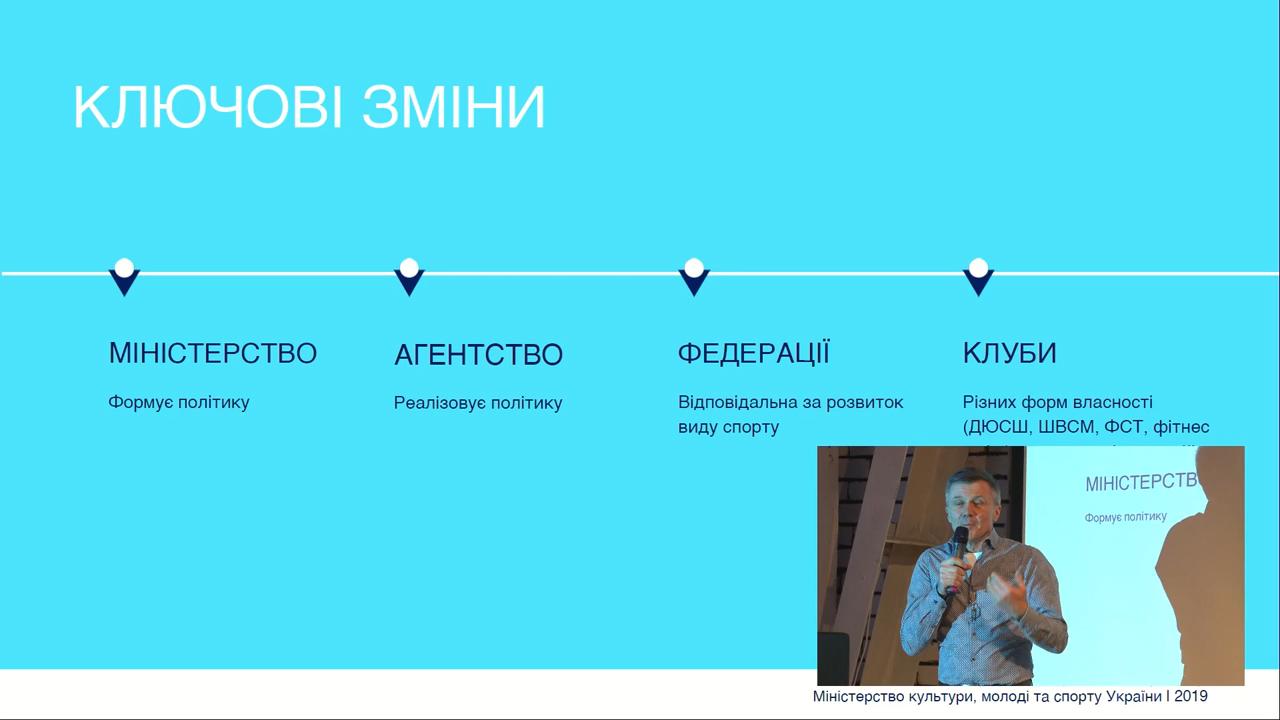 КЛЮЧОВІ ЗМІНИ
МІНІСТЕРСТВО
Формує політику
АГЕНТСТВО
Реалізовує політику
ФЕДЕРАЦІЇ
Відповідальна за розвиток
виду спорту
КЛУБИ
Різних форм власності
(ДЮСШ, ШВСМ, ФСТ, фітнес
МІНІСТЕРСТВ
Формує політику
Міністерство культури, молоді та спорту України | 2019